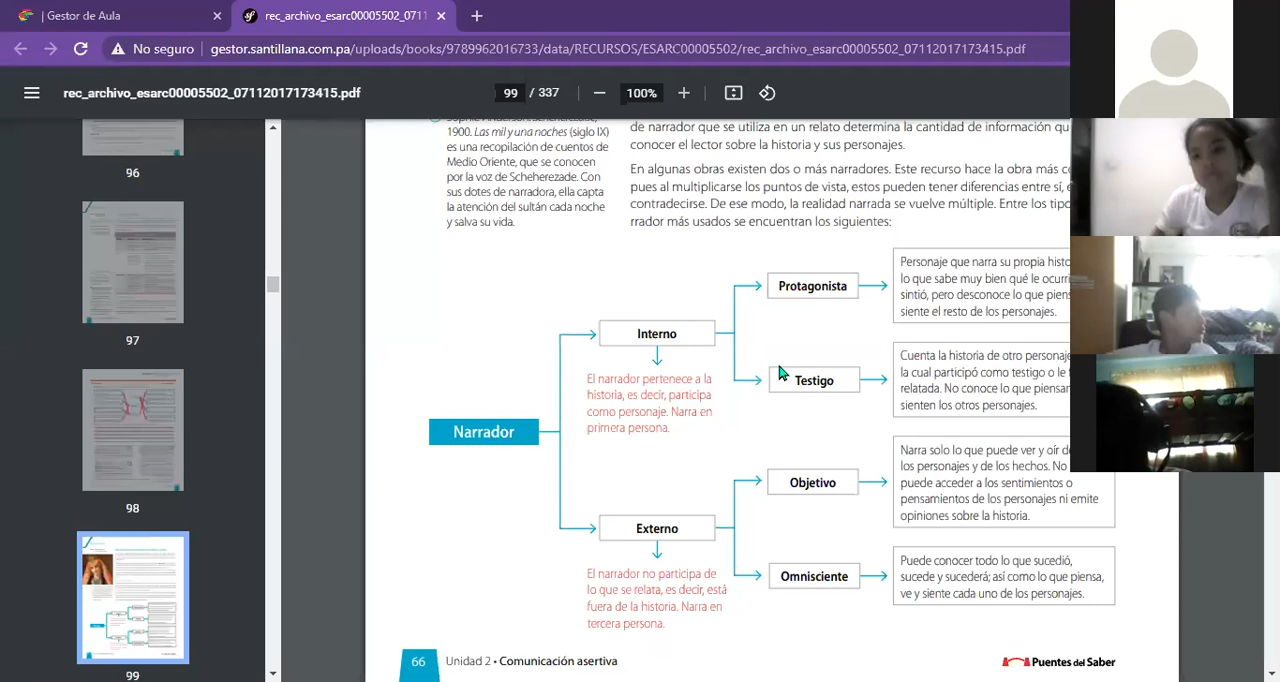 Gestor de Aula
rec_archivo_esarc00005502_0711
No seguro
gestor.santillana.com.pa/uploads/books/9789962016733/data/RECURSOS/ESARC00005502/rec_archivo_esarc00005502_07112017173415.pdf
rec_archivo_esarc00005502_07112017173415.pdf
99 / 337
100%
96
97
98
99
1900. Las mil y una noches (siglo IX)
es una recopilación de cuentos de
Medio Oriente, que se conocen
por la voz de Scheherezade. Con
sus dotes de narradora, ella capta
la atención del sultán cada noche
y salva su vida.
de narrador que se utiliza en un relato determina la cantidad de información qu
conocer el lector sobre la historia y sus personajes.
En algunas obras existen dos o más narradores. Este recurso hace la obra más co
pues al multiplicarse los puntos de vista, estos pueden tener diferencias entre sí, e
contradecirse. De ese modo, la realidad narrada se vuelve múltiple. Entre los tipo
rrador más usados se encuentran los siguientes:
Narrador
Interno
El narrador pertenece a la
historia, es decir, participa
como personaje. Narra en
primera persona.
Protagonista
Personaje que narra su propia histo
lo que sabe muy bien qué le ocurri
sintió, pero desconoce lo que piens
siente el resto de los personajes.
Testigo
Cuenta la historia de otro personaje
la cual participó como testigo o le f
relatada. No conoce lo que piensan
sienten los otros personajes.
Externo
El narrador no participa de
lo que se relata, es decir, está
fuera de la historia. Narra en
tercera persona.
Objetivo
Narra solo lo que puede ver y oír de
los personajes y de los hechos. No
puede acceder a los sentimientos o
pensamientos de los personajes ni emite
opiniones sobre la historia.
Omnisciente
Puede conocer todo lo que sucedió,
sucede y sucederá; así como lo que piensa,
ve y siente cada uno de los personajes.
66
Unidad 2 • Comunicación asertiva
Puentes del Saber